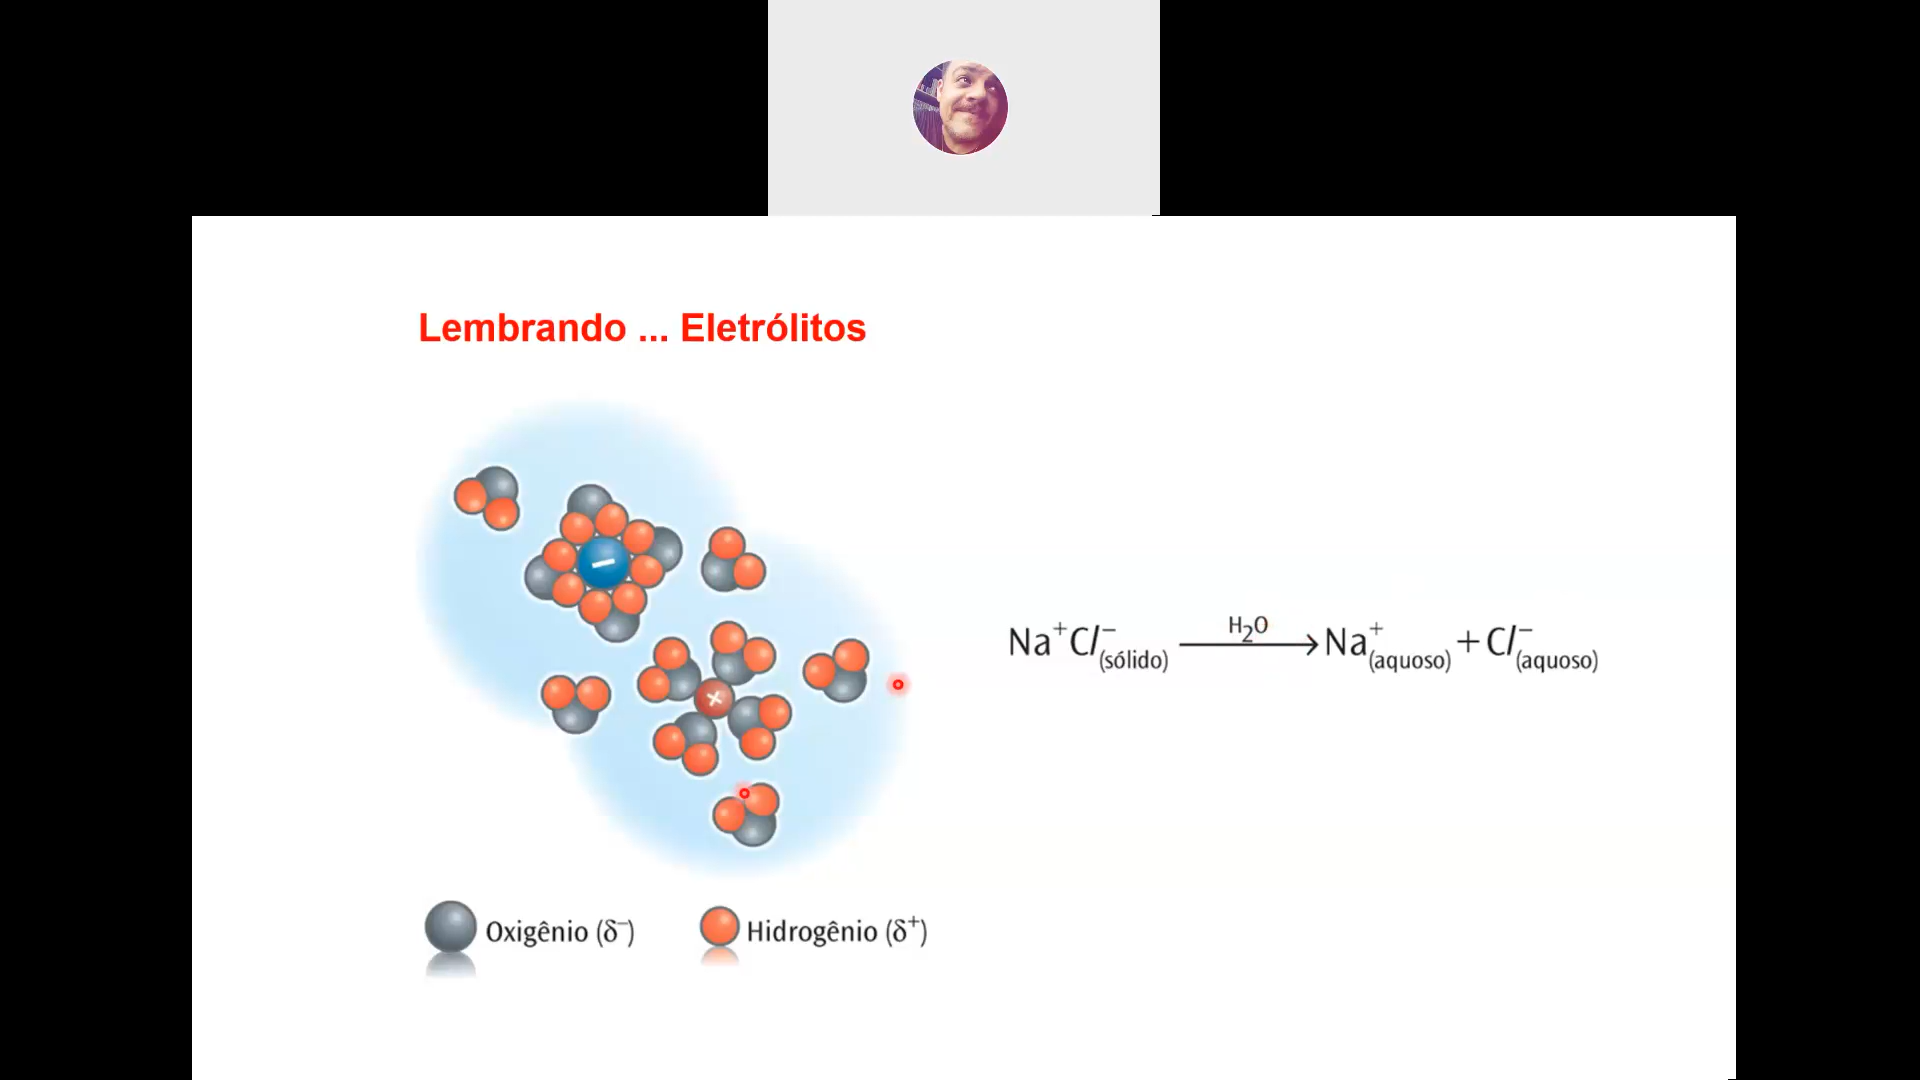 Lembrando ... Eletrólitos
Na⁺Cl⁻(sólido) ⟶ H₂O Na⁺(aquoso) + Cl⁻(aquoso)
− 
+
Oxigênio (δ⁻) Hidrogênio (δ⁺)